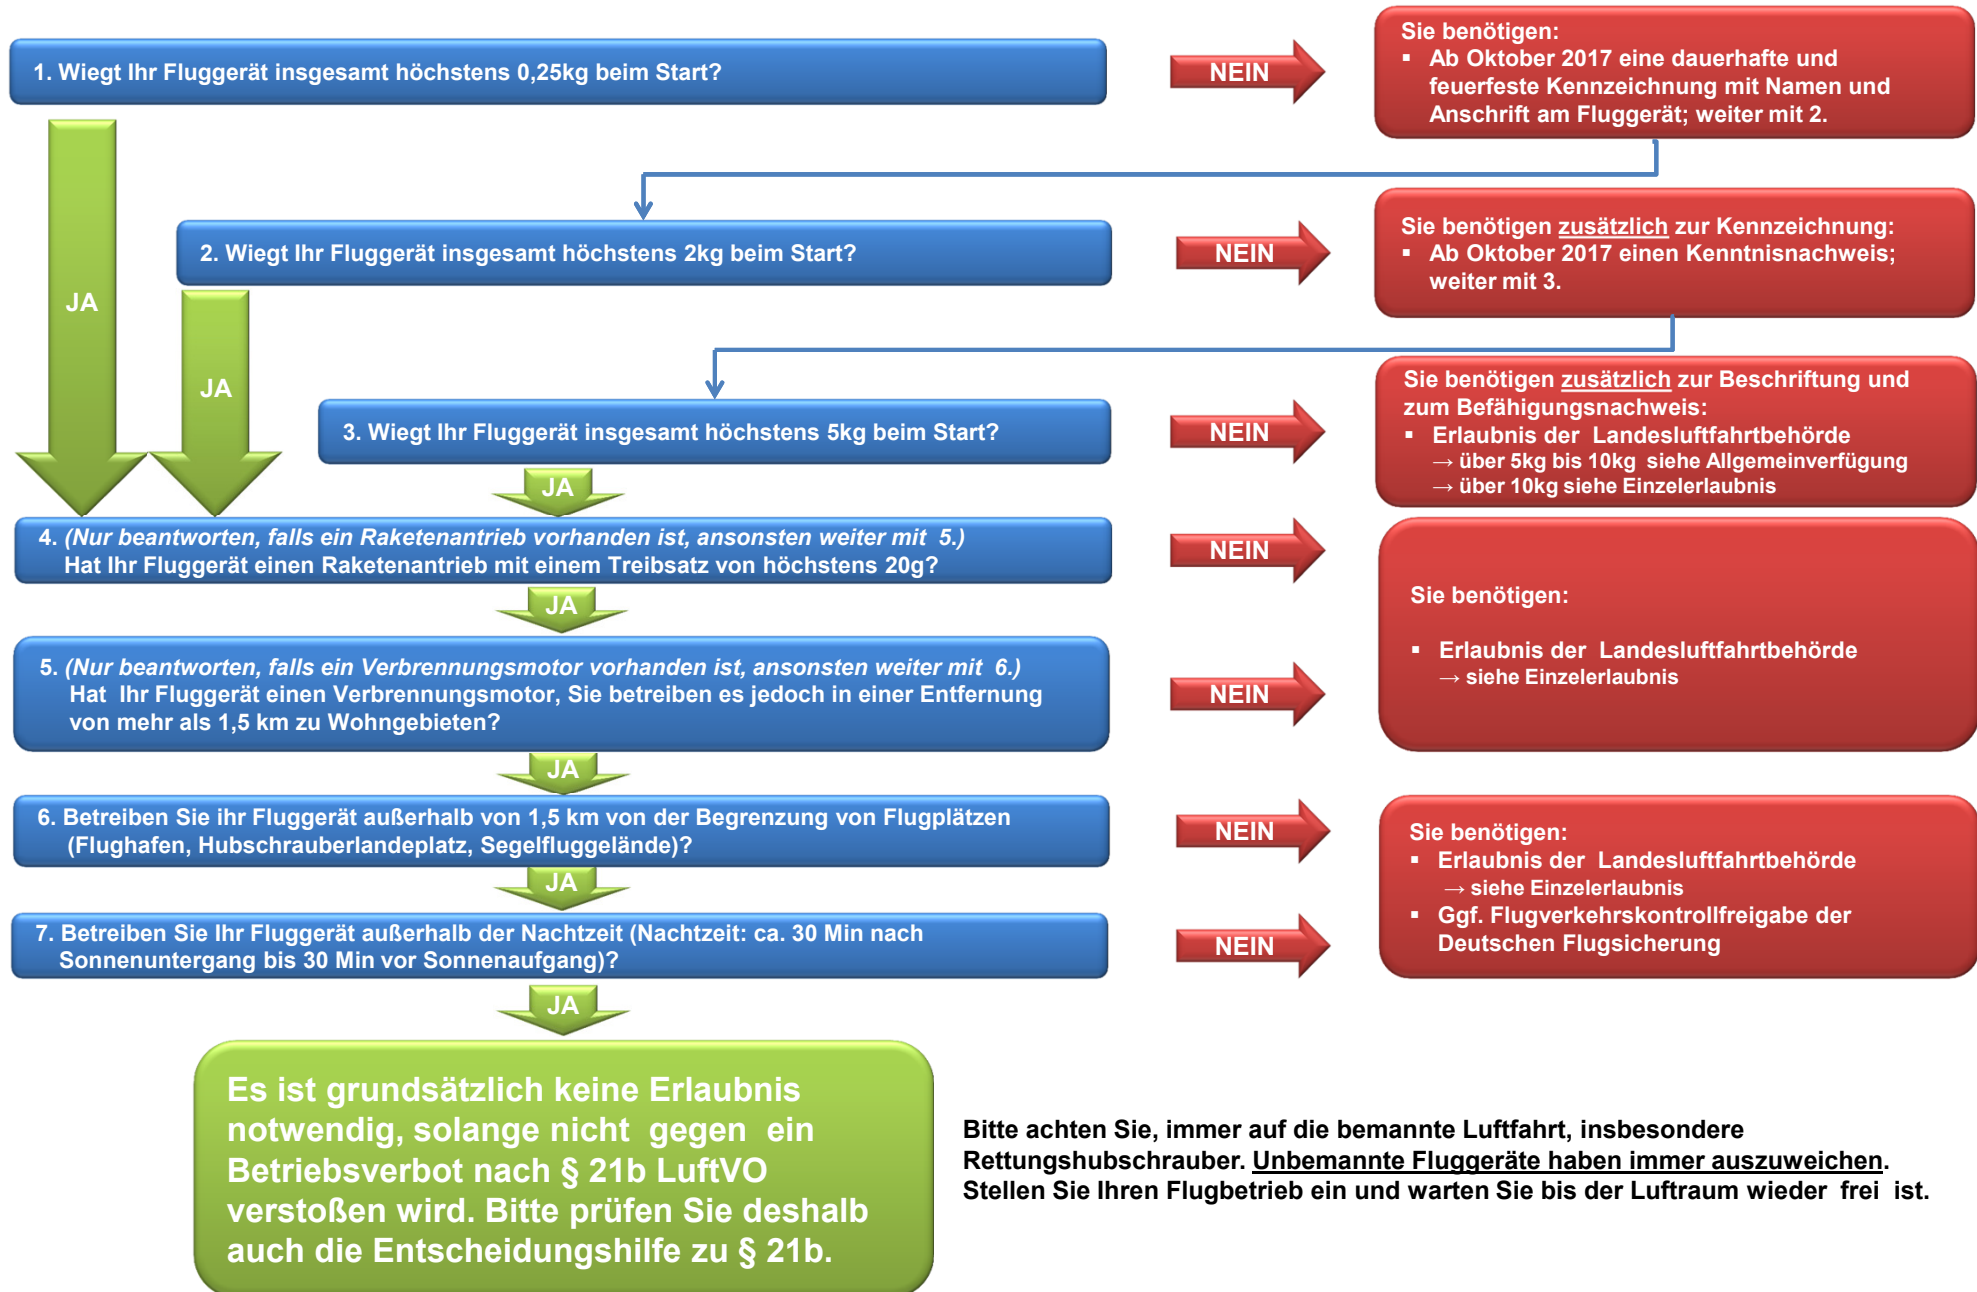 1. Wiegt Ihr Fluggerät insgesamt höchstens 0,25kg beim Start?
NEIN
Sie benötigen:
▪ Ab Oktober 2017 eine dauerhafte und
feuerfeste Kennzeichnung mit Namen und
Anschrift am Fluggerät; weiter mit 2.
JA
2. Wiegt Ihr Fluggerät insgesamt höchstens 2kg beim Start?
NEIN
Sie benötigen zusätzlich zur Kennzeichnung:
▪ Ab Oktober 2017 einen Kenntnisnachweis;
weiter mit 3.
JA
3. Wiegt Ihr Fluggerät insgesamt höchstens 5kg beim Start?
NEIN
Sie benötigen zusätzlich zur Beschriftung und
zum Befähigungsnachweis:
▪ Erlaubnis der Landesluftfahrtbehörde
→ über 5kg bis 10kg siehe Allgemeinverfügung
→ über 10kg siehe Einzelerlaubnis
JA
4. (Nur beantworten, falls ein Raketenantrieb vorhanden ist, ansonsten weiter mit 5.)
Hat Ihr Fluggerät einen Raketenantrieb mit einem Treibsatz von höchstens 20g?
NEIN
JA
5. (Nur beantworten, falls ein Verbrennungsmotor vorhanden ist, ansonsten weiter mit 6.)
Hat Ihr Fluggerät einen Verbrennungsmotor, Sie betreiben es jedoch in einer Entfernung
von mehr als 1,5 km zu Wohngebieten?
NEIN
Sie benötigen:
▪ Erlaubnis der Landesluftfahrtbehörde
→ siehe Einzelerlaubnis
JA
6. Betreiben Sie ihr Fluggerät außerhalb von 1,5 km von der Begrenzung von Flugplätzen
(Flughafen, Hubschrauberlandeplatz, Segelfluggelände)?
NEIN
JA
7. Betreiben Sie Ihr Fluggerät außerhalb der Nachtzeit (Nachtzeit: ca. 30 Min nach
Sonnenuntergang bis 30 Min vor Sonnenaufgang)?
NEIN
Sie benötigen:
▪ Erlaubnis der Landesluftfahrtbehörde
→ siehe Einzelerlaubnis
▪ Ggf. Flugverkehrskontrollfreigabe der
Deutschen Flugsicherung
JA
Es ist grundsätzlich keine Erlaubnis
notwendig, solange nicht gegen ein
Betriebsverbot nach § 21b LuftVO
verstoßen wird. Bitte prüfen Sie deshalb
auch die Entscheidungshilfe zu § 21b.
Bitte achten Sie, immer auf die bemannte Luftfahrt, insbesondere
Rettungshubschrauber. Unbemannte Fluggeräte haben immer auszuweichen.
Stellen Sie Ihren Flugbetrieb ein und warten Sie bis der Luftraum wieder frei ist.